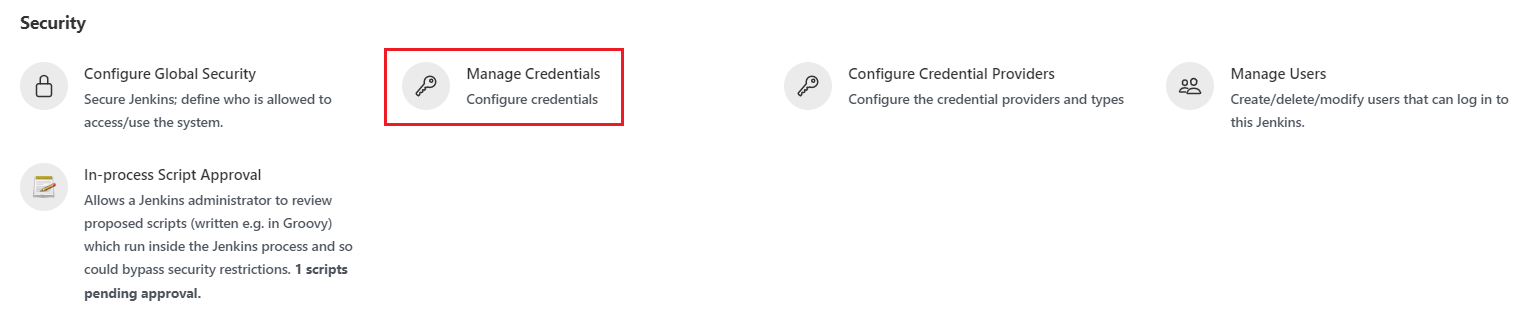 Security
Configure Global Security
Secure Jenkins; define who is allowed to
access/use the system.
Manage Credentials
Configure credentials
Configure Credential Providers
Configure the credential providers and types
Manage Users
Create/delete/modify users that can log in to
this Jenkins.
In-process Script Approval
Allows a Jenkins administrator to review
proposed scripts (written e.g. in Groovy)
which run inside the Jenkins process and so
could bypass security restrictions. 1 scripts
pending approval.